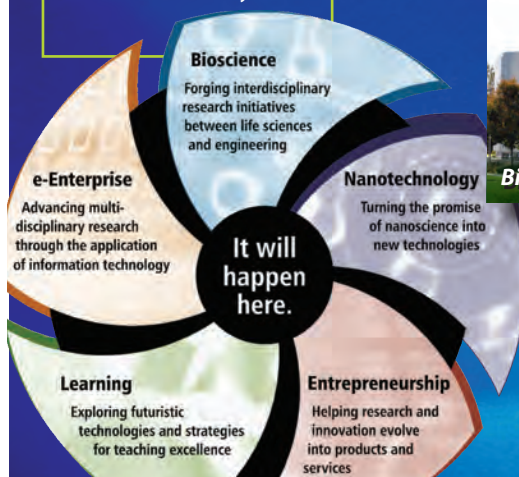 Bioscience
Forging interdisciplinary
research initiatives
between life sciences
and engineering
e-Enterprise
Advancing multi-
disciplinary research
through the application
of information technology
Nanotechnology
Turning the promise
of nanoscience into
new technologies
It will
happen
here.
Learning
Exploring futuristic
technologies and strategies
for teaching excellence
Entrepreneurship
Helping research and
innovation evolve
into products and
services